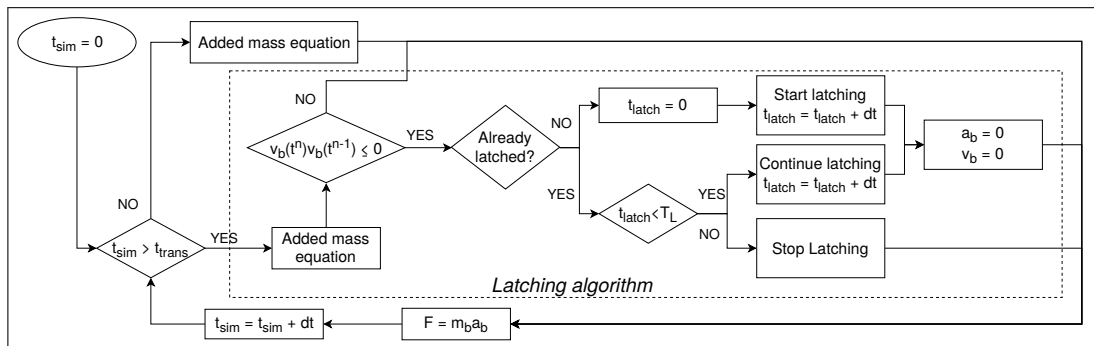 t_sim = 0
Added mass equation
NO
v_b(t^n)v_b(t^{n-1}) ≤ 0
YES
Already
latched?
NO
t_latch = 0
Start latching
t_latch = t_latch + dt
a_b = 0
v_b = 0
YES
t_latch<T_L
YES
Continue latching
t_latch = t_latch + dt
NO
Stop Latching
NO
t_sim > t_trans
YES
Added mass
equation
Latching algorithm
t_sim = t_sim + dt
F = m_b a_b